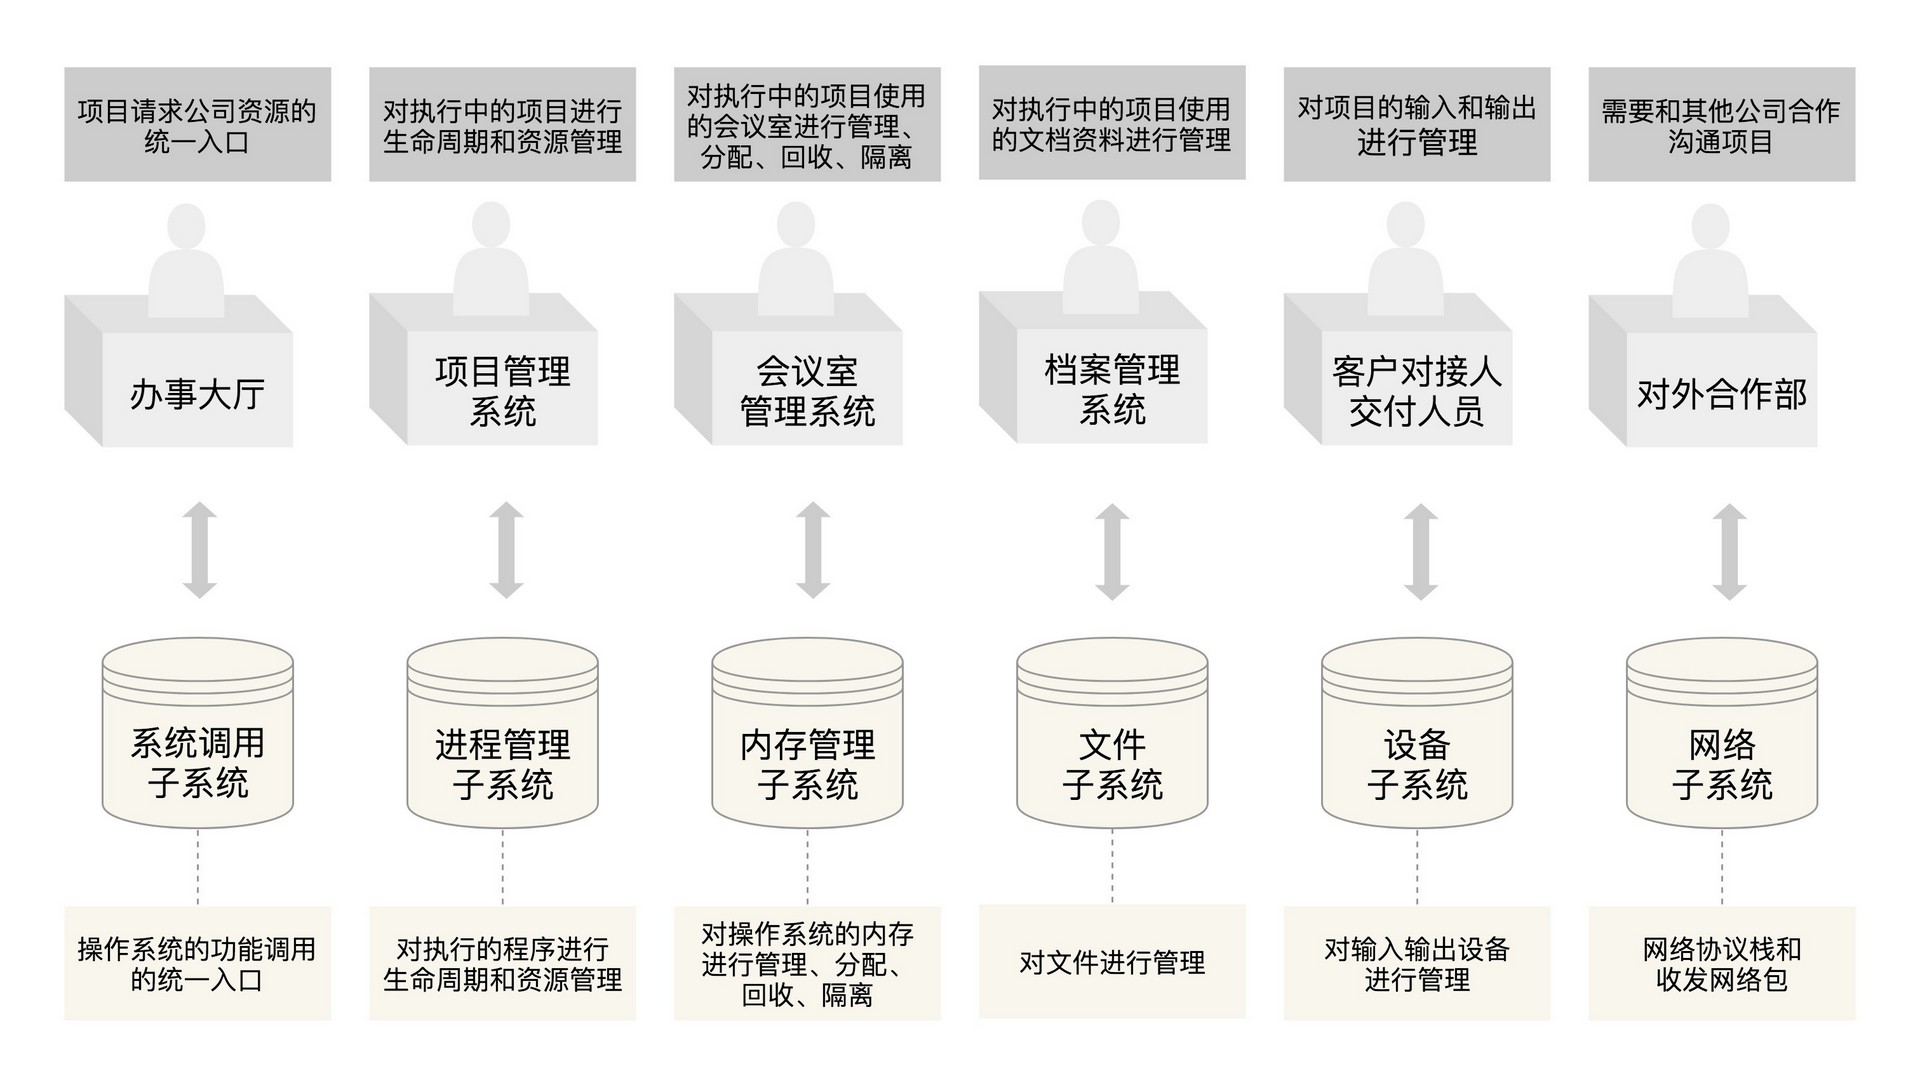 项目请求公司资源的
统一入口
对执行中的项目进行
生命周期和资源管理
对执行中的项目使用
的会议室进行管理、
分配、回收、隔离
对执行中的项目使用
的文档资料进行管理
对项目的输入和输出
进行管理
需要和其他公司合作
沟通项目
办事大厅
项目管理
系统
会议室
管理系统
档案管理
系统
客户对接人
交付人员
对外合作部
系统调用
子系统
进程管理
子系统
内存管理
子系统
文件
子系统
设备
子系统
网络
子系统
操作系统的功能调用
的统一入口
对执行的程序进行
生命周期和资源管理
对操作系统的内存
进行管理、分配、
回收、隔离
对文件进行管理
对输入输出设备
进行管理
网络协议栈和
收发网络包